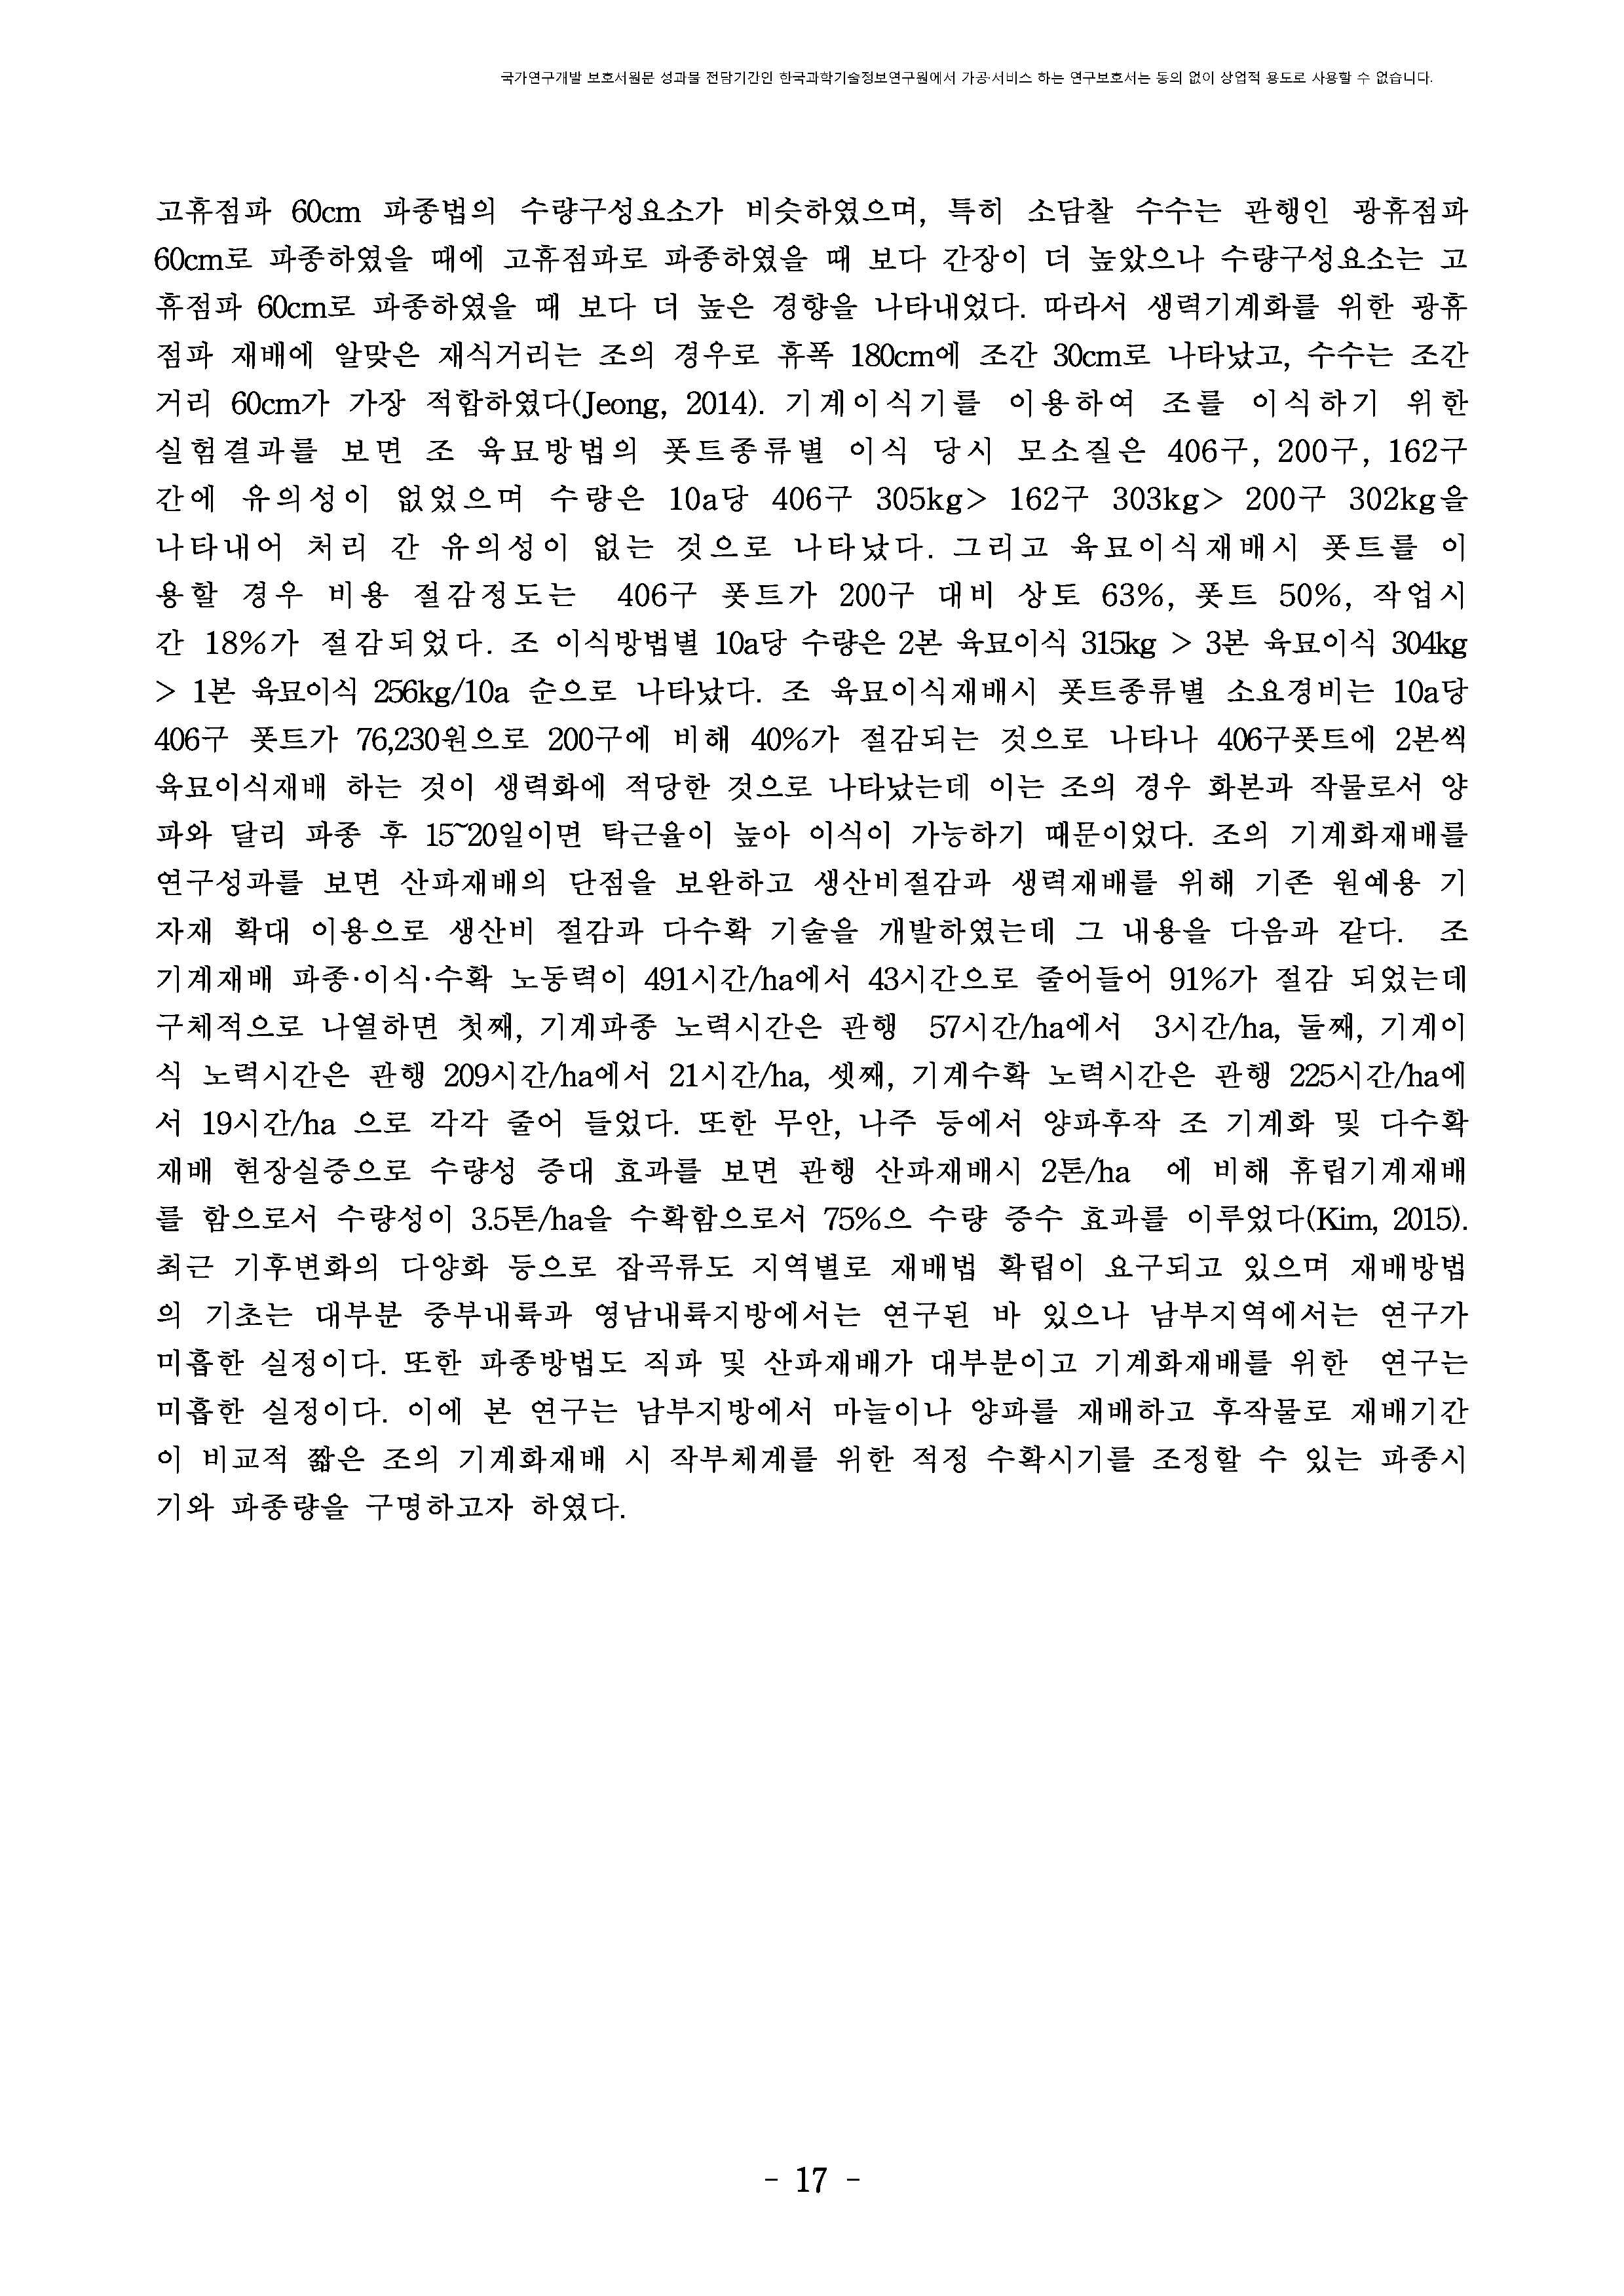 국가연구개발 보호서원문 성과물 전담기간인 한국과학기술정보연구원에서 가공·서비스 하는 연구보호서는 동의 없이 상업적 용도로 사용할 수 없습니다.
고휴점파 60cm 파종법의 수량구성요소가 비슷하였으며, 특히 소담찰 수수는 관행인 광휴점파
60cm로 파종하였을 때에 고휴점파로 파종하였을 때 보다 간장이 더 높았으나 수량구성요소는 고
휴점파 60cm로 파종하였을 때 보다 더 높은 경향을 나타내었다. 따라서 생력기계화를 위한 광휴
점파 재배에 알맞은 재식거리는 조의 경우로 휴폭 180cm에 조간 30cm로 나타났고, 수수는 조간
거리 60cm가 가장 적합하였다(Jeong, 2014). 기계이식기를 이용하여 조를 이식하기 위한
실험결과를 보면 조 육묘방법의 폿트종류별 이식 당시 모소질은 406구, 200구, 162구
간에 유의성이 없었으며 수량은 10a당 406구 305kg> 162구 303kg> 200구 302kg을
나타내어 처리 간 유의성이 없는 것으로 나타났다. 그리고 육묘이식재배시 폿트를 이
용할 경우 비용 절감정도는 406구 폿트가 200구 대비 상토 63%, 폿트 50%, 작업시
간 18%가 절감되었다. 조 이식방법별 10a당 수량은 2본 육묘이식 315kg > 3본 육묘이식 304kg
> 1본 육묘이식 256kg/10a 순으로 나타났다. 조 육묘이식재배시 폿트종류별 소요경비는 10a당
406구 폿트가 76,230원으로 200구에 비해 40%가 절감되는 것으로 나타나 406구폿트에 2본씩
육묘이식재배 하는 것이 생력화에 적당한 것으로 나타났는데 이는 조의 경우 화본과 작물로서 양
파와 달리 파종 후 15~20일이면 탁근율이 높아 이식이 가능하기 때문이었다. 조의 기계화재배를
연구성과를 보면 산파재배의 단점을 보완하고 생산비절감과 생력재배를 위해 기존 원예용 기
자재 확대 이용으로 생산비 절감과 다수확 기술을 개발하였는데 그 내용을 다음과 같다. 조
기계재배 파종·이식·수확 노동력이 491시간/ha에서 43시간으로 줄어들어 91%가 절감 되었는데
구체적으로 나열하면 첫째, 기계파종 노력시간은 관행 57시간/ha에서 3시간/ha, 둘째, 기계이
식 노력시간은 관행 209시간/ha에서 21시간/ha, 셋째, 기계수확 노력시간은 관행 225시간/ha에
서 19시간/ha 으로 각각 줄어 들었다. 또한 무안, 나주 등에서 양파후작 조 기계화 및 다수확
재배 현장실증으로 수량성 증대 효과를 보면 관행 산파재배시 2톤/ha 에 비해 휴립기계재배
를 함으로서 수량성이 3.5톤/ha을 수확함으로서 75%으 수량 증수 효과를 이루었다(Kim, 2015).
최근 기후변화의 다양화 등으로 잡곡류도 지역별로 재배법 확립이 요구되고 있으며 재배방법
의 기초는 대부분 중부내륙과 영남내륙지방에서는 연구된 바 있으나 남부지역에서는 연구가
미흡한 실정이다. 또한 파종방법도 직파 및 산파재배가 대부분이고 기계화재배를 위한 연구는
미흡한 실정이다. 이에 본 연구는 남부지방에서 마늘이나 양파를 재배하고 후작물로 재배기간
이 비교적 짧은 조의 기계화재배 시 작부체계를 위한 적정 수확시기를 조정할 수 있는 파종시
기와 파종량을 구명하고자 하였다.
- 17 -